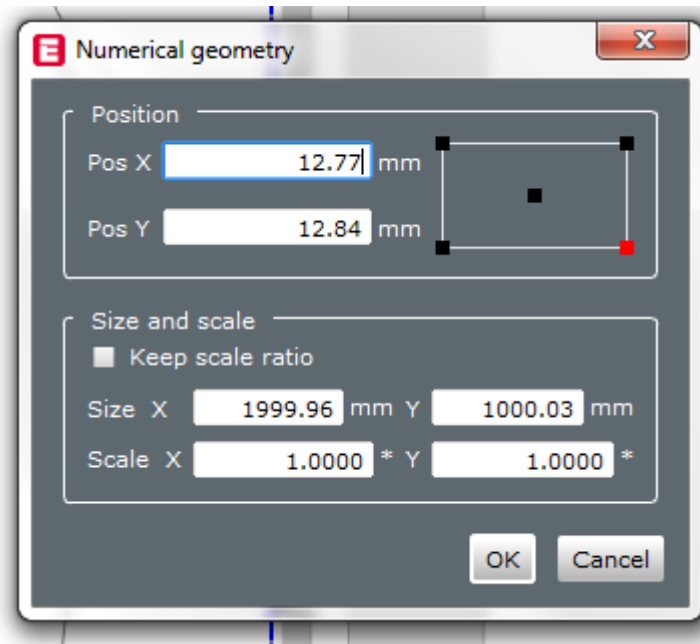 E Numerical geometry X
Position
Pos X 12.77 mm
Pos Y 12.84 mm
Size and scale
Keep scale ratio
Size X 1999.96 mm Y 1000.03 mm
Scale X 1.0000 * Y 1.0000 *
OK Cancel